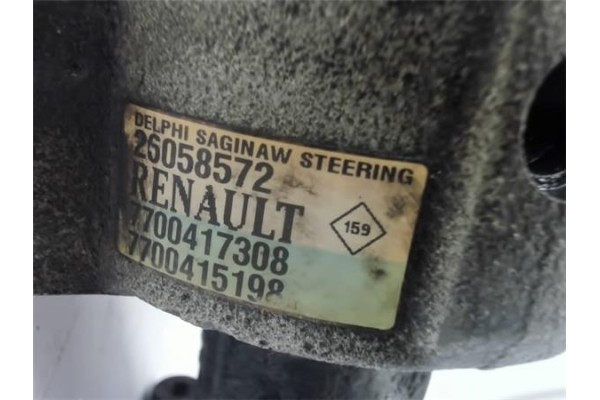 DELPHI SAGINAW STEERING
26058572
RENAULT
159
7700417308
7700415198